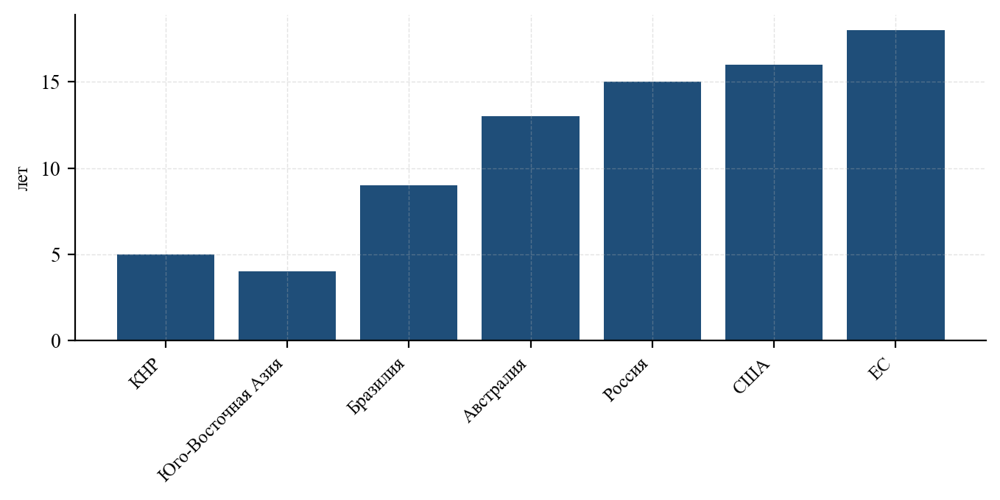 лет
15
10
5
0
КНР
Юго-Восточная Азия
Бразилия
Австралия
Россия
США
ЕС